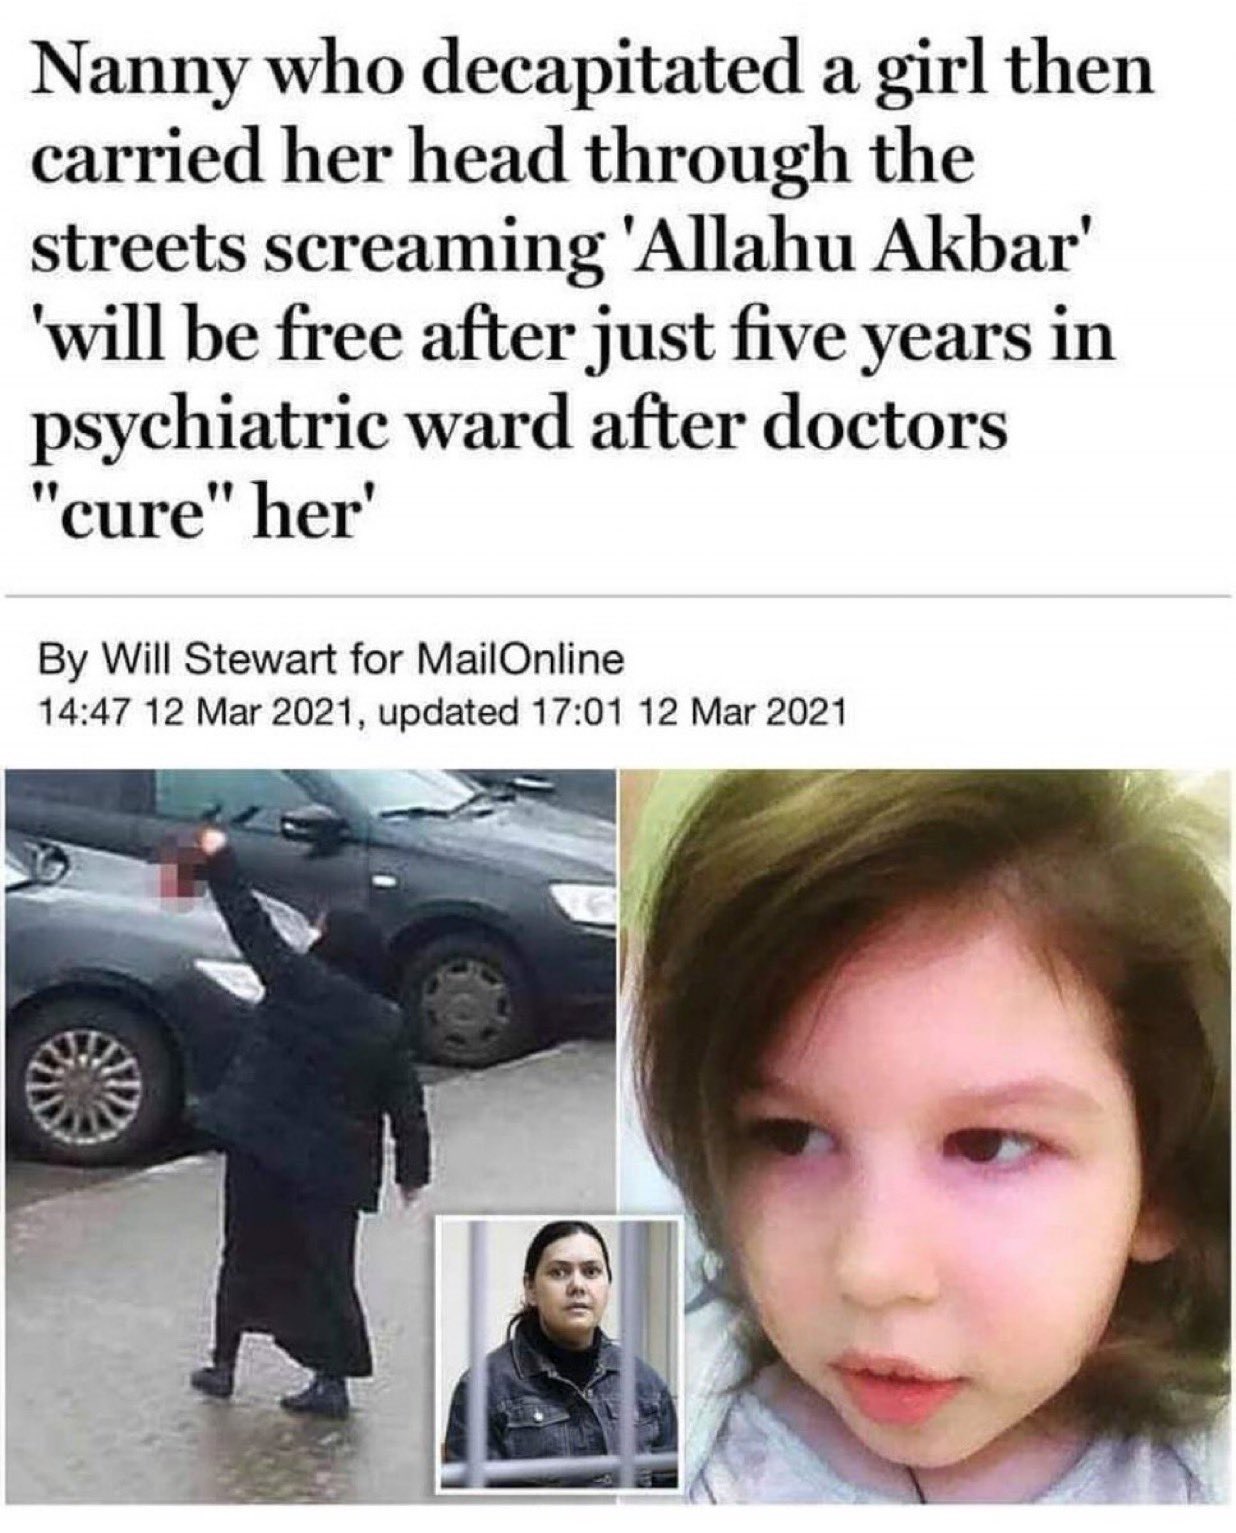 Nanny who decapitated a girl then
carried her head through the
streets screaming 'Allahu Akbar'
'will be free after just five years in
psychiatric ward after doctors
"cure" her'
By Will Stewart for MailOnline
14:47 12 Mar 2021, updated 17:01 12 Mar 2021